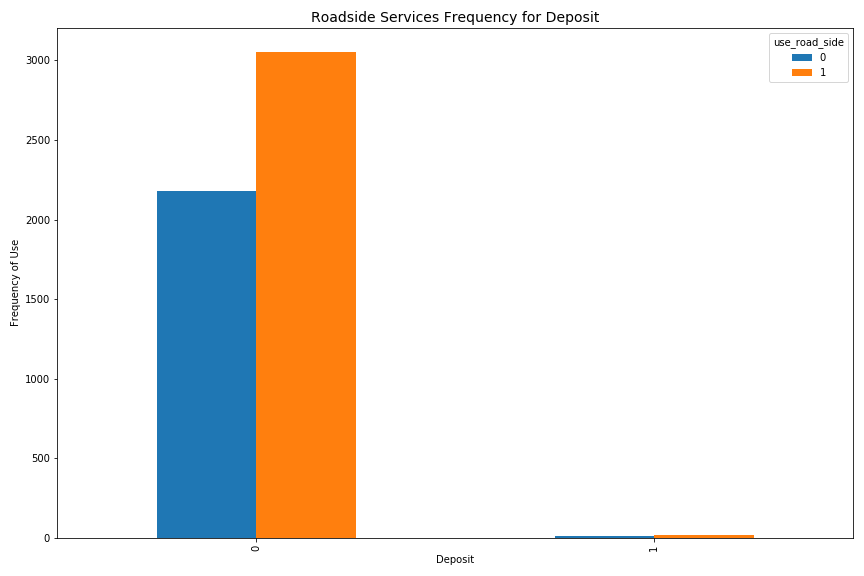 Roadside Services Frequency for Deposit
use_road_side
0
1
3000
2500
2000
1500
1000
500
0
Frequency of Use
0
1
Deposit